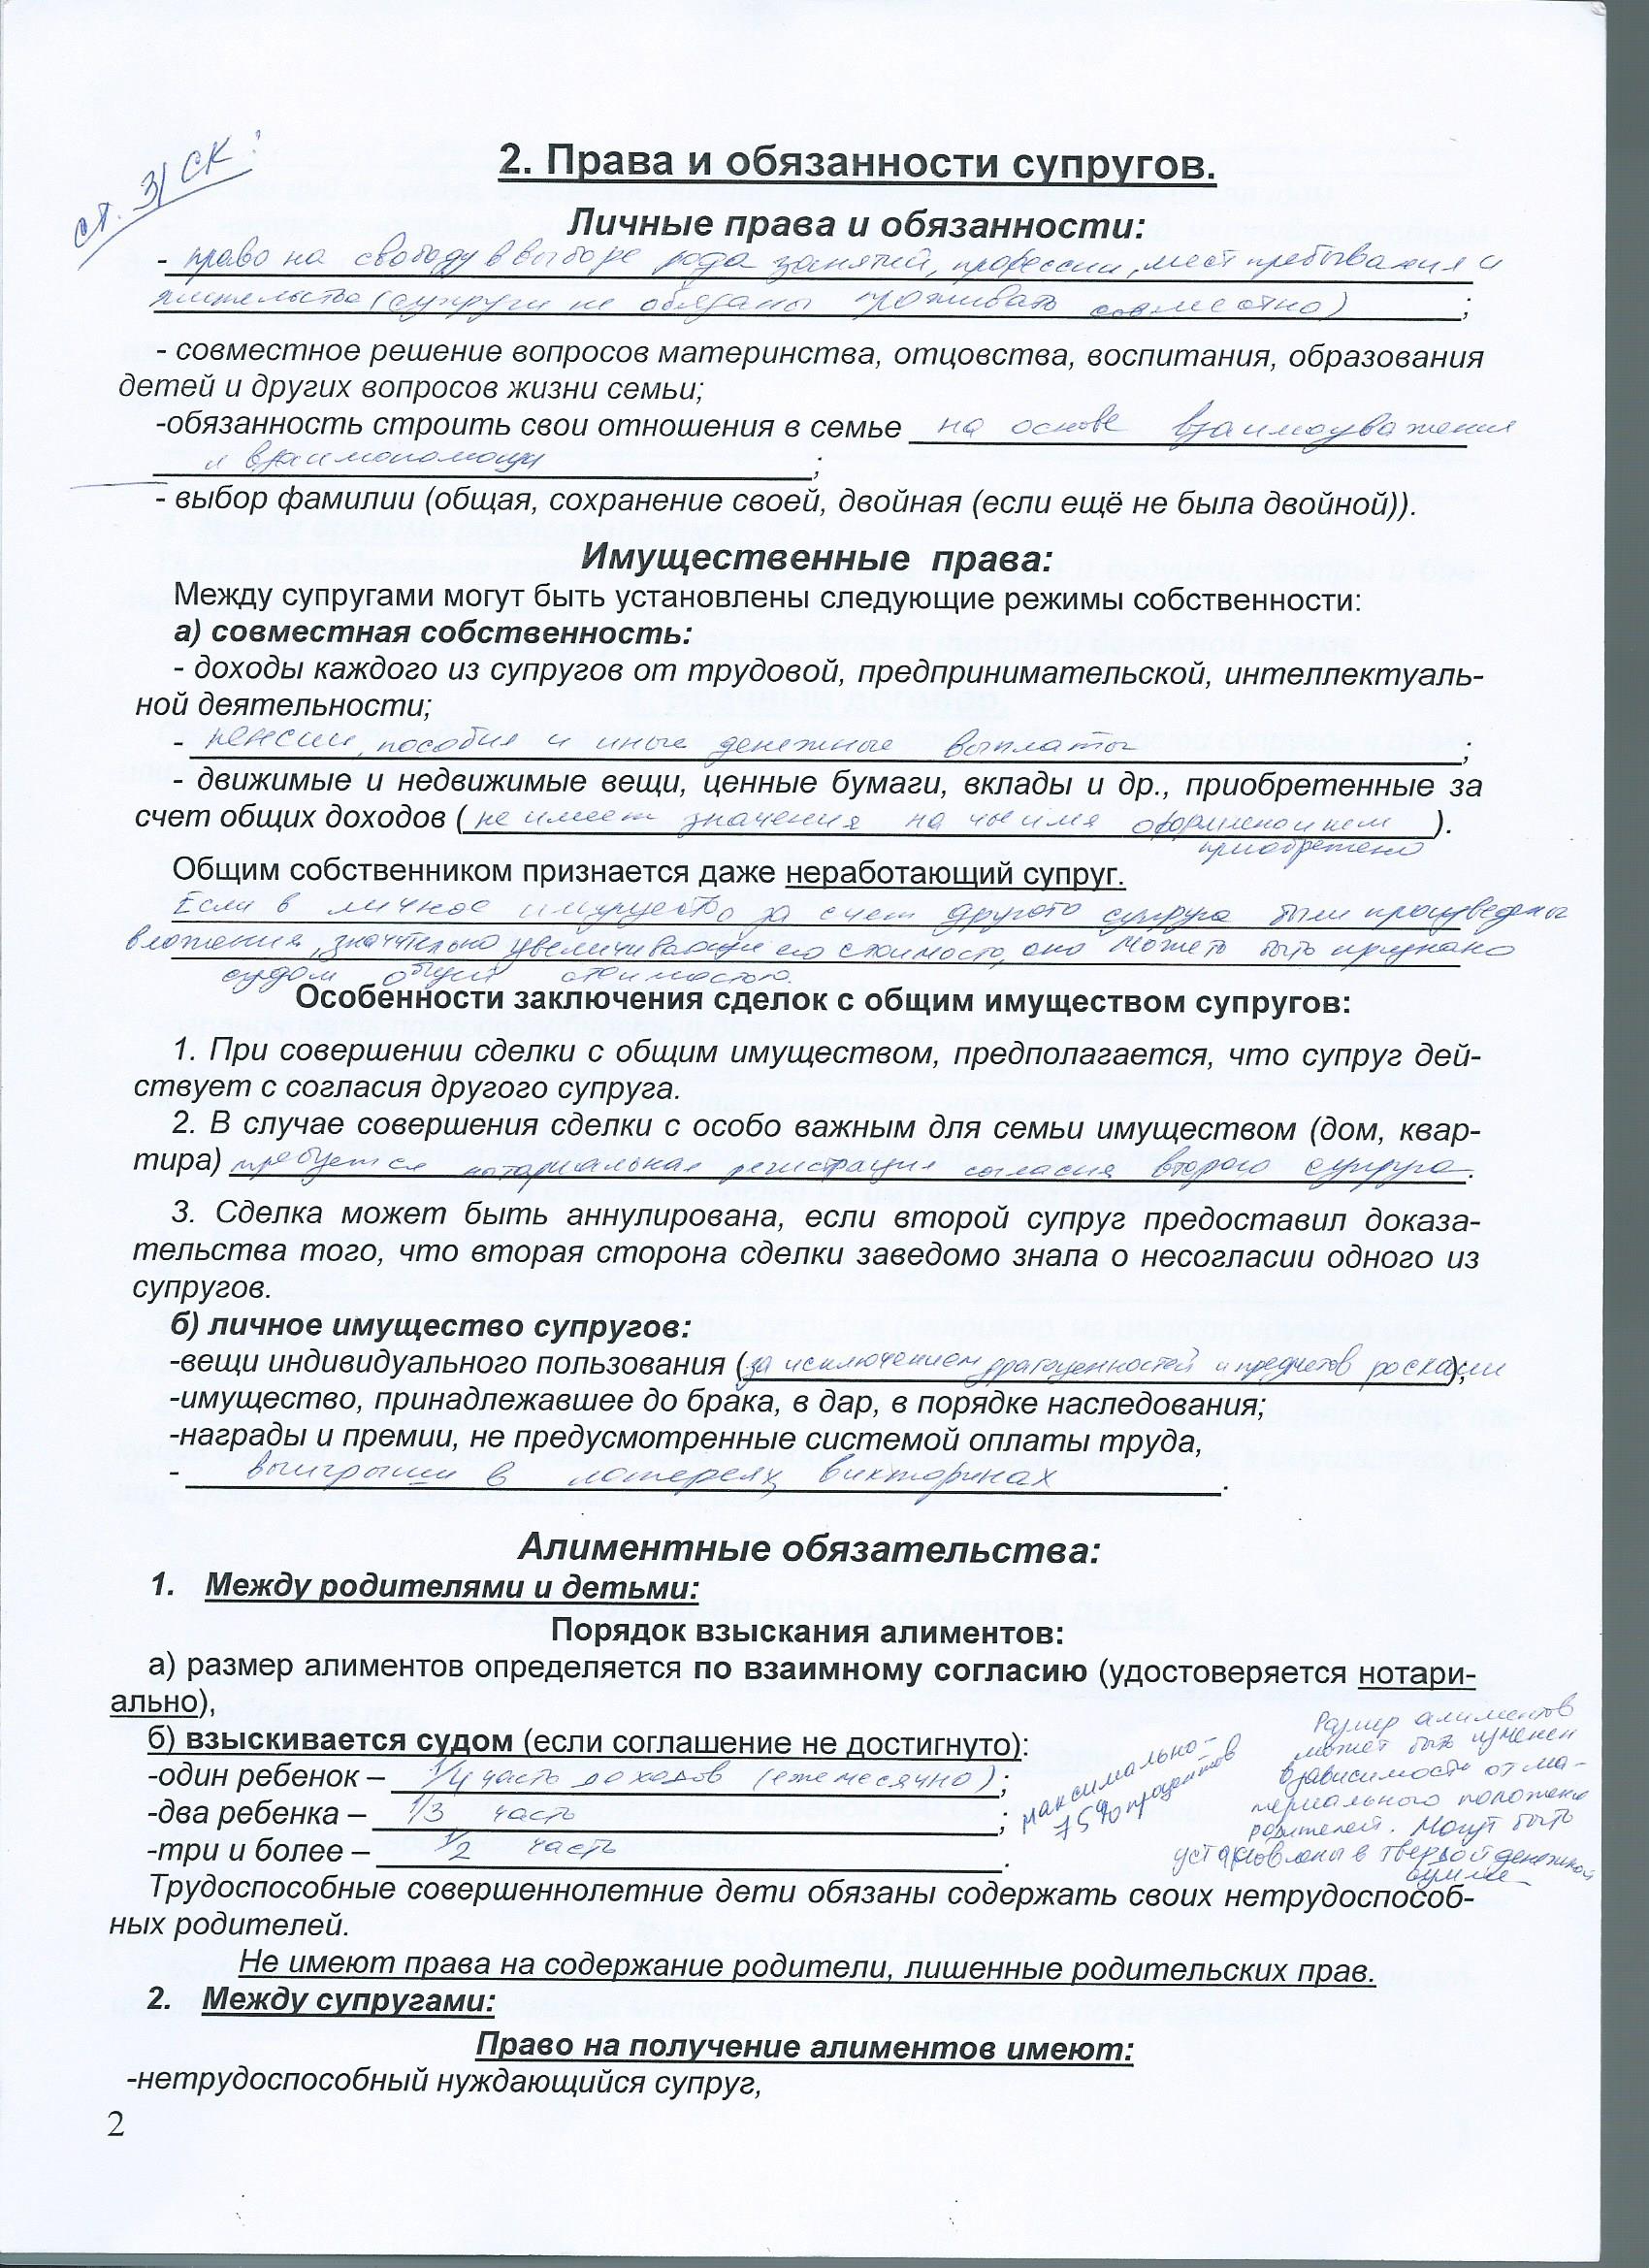 ст. 31 СК:
2. Права и обязанности супругов.
Личные права и обязанности:
- право на свободу в выборе рода занятий, профессии, мест пребывания и
жительства (супруги не обязаны проживать совместно) ;
- совместное решение вопросов материнства, отцовства, воспитания, образования
детей и других вопросов жизни семьи;
-обязанность строить свои отношения в семье на основе взаимоуважения
и взаимопомощи ;
- выбор фамилии (общая, сохранение своей, двойная (если ещё не была двойной)).
Имущественные права:
Между супругами могут быть установлены следующие режимы собственности:
а) совместная собственность:
- доходы каждого из супругов от трудовой, предпринимательской, интеллектуаль-
ной деятельности;
- пенсии, пособия и иные денежные выплаты ;
- движимые и недвижимые вещи, ценные бумаги, вклады и др., приобретенные за
счет общих доходов ( не имеет значения на чьё имя оформлено и кем ).
приобретено
Общим собственником признается даже неработающий супруг.
Если в личное имущество за счет другого супруга были произведены
вложения, значительно увеличивающие его стоимость, оно может быть признано
судом общей стоимостью.
Особенности заключения сделок с общим имуществом супругов:
1. При совершении сделки с общим имуществом, предполагается, что супруг дей-
ствует с согласия другого супруга.
2. В случае совершения сделки с особо важным для семьи имуществом (дом, квар-
тира) требуется нотариальная регистрация согласия второго супруга.
3. Сделка может быть аннулирована, если второй супруг предоставил доказа-
тельства того, что вторая сторона сделки заведомо знала о несогласии одного из
супругов.
б) личное имущество супругов:
-вещи индивидуального пользования (за исключением драгоценностей и предметов роскоши),
-имущество, принадлежавшее до брака, в дар, в порядке наследования;
-награды и премии, не предусмотренные системой оплаты труда,
- выигрыши в лотереях, викторинах .
Алиментные обязательства:
1. Между родителями и детьми:
Порядок взыскания алиментов:
а) размер алиментов определяется по взаимному согласию (удостоверяется нотари-
ально),
б) взыскивается судом (если соглашение не достигнуто):
-один ребенок – 1/4 часть доходов (ежемесячно) ;
-два ребенка – 1/3 часть ;
-три и более – 1/2 часть .
максимально-
75% процентов
Размер алиментов
может быть изменен
в зависимости от ма-
териального положения
родителей. Могут быть
установлены в твердой денежной
сумме
Трудоспособные совершеннолетние дети обязаны содержать своих нетрудоспособ-
ных родителей.
Не имеют права на содержание родители, лишенные родительских прав.
2. Между супругами:
Право на получение алиментов имеют:
-нетрудоспособный нуждающийся супруг,
2